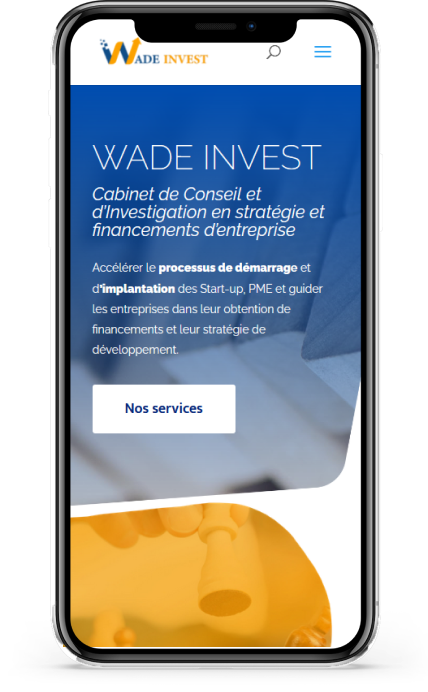 WADE INVEST
WADE INVEST
Cabinet de Conseil et
d'Investigation en stratégie et
financements d'entreprise
Accélérer le processus de démarrage et
d'implantation des Start-up, PME et guider
les entreprises dans leur obtention de
financements et leur stratégie de
développement.
Nos services